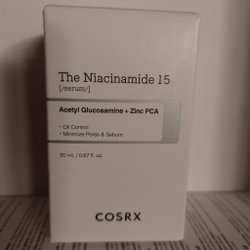 The Niacinamide 15
[/serum/]
Acetyl Glucosamine + Zinc PCA
- Oil Control
- Minimize Pores & Sebum
20 mL / 0.67 fl. oz.
COSRX